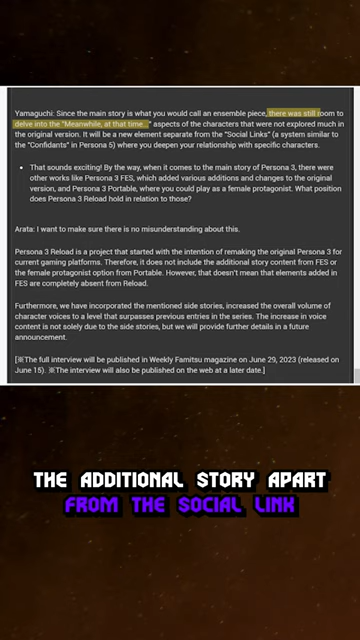 Yamaguchi: Since the main story is what you would call an ensemble piece, there was still room to
delve into the "Meanwhile, at that time..." aspects of the characters that were not explored much in
the original version. It will be a new element separate from the "Social Links" (a system similar to
the "Confidants in Persona 5) where you deepen your relationship with specific characters.
• That sounds exciting! By the way, when it comes to the main story of Persona 3, there were
other works like Persona 3 FES, which added various additions and changes to the original
version, and Persona 3 Portable, where you could play as a female protagonist. What position
does Persona 3 Reload hold in relation to those?
Arata: I want to make sure there is no misunderstanding about this.
Persona 3 Reload is a project that started with the intention of remaking the original Persona 3 for
current gaming platforms. Therefore, it does not include the additional story content from FES or
the female protagonist option from Portable. However, that doesn't mean that elements added in
FES are completely absent from Reload.
Furthermore, we have incorporated the mentioned side stories, increased the overall volume of
character voices to a level that surpasses previous entries in the series. The increase in voice
content is not solely due to the side stories, but we will provide further details in a future
announcement.
[※The full interview will be published in Weekly Famitsu magazine on June 29, 2023 (released on
June 15). ※The interview will also be published on the web at a later date.]
THE ADDITIONAL STORY APART
FROM THE SOCIAL LINK